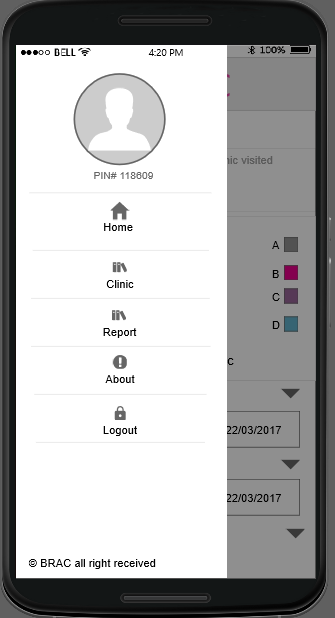 BELL 4:20 PM 100%
PIN# 118609
nic visited
Home
A
B
Clinic
C
Report
D
About
22/03/2017
Logout
22/03/2017
© BRAC all right received